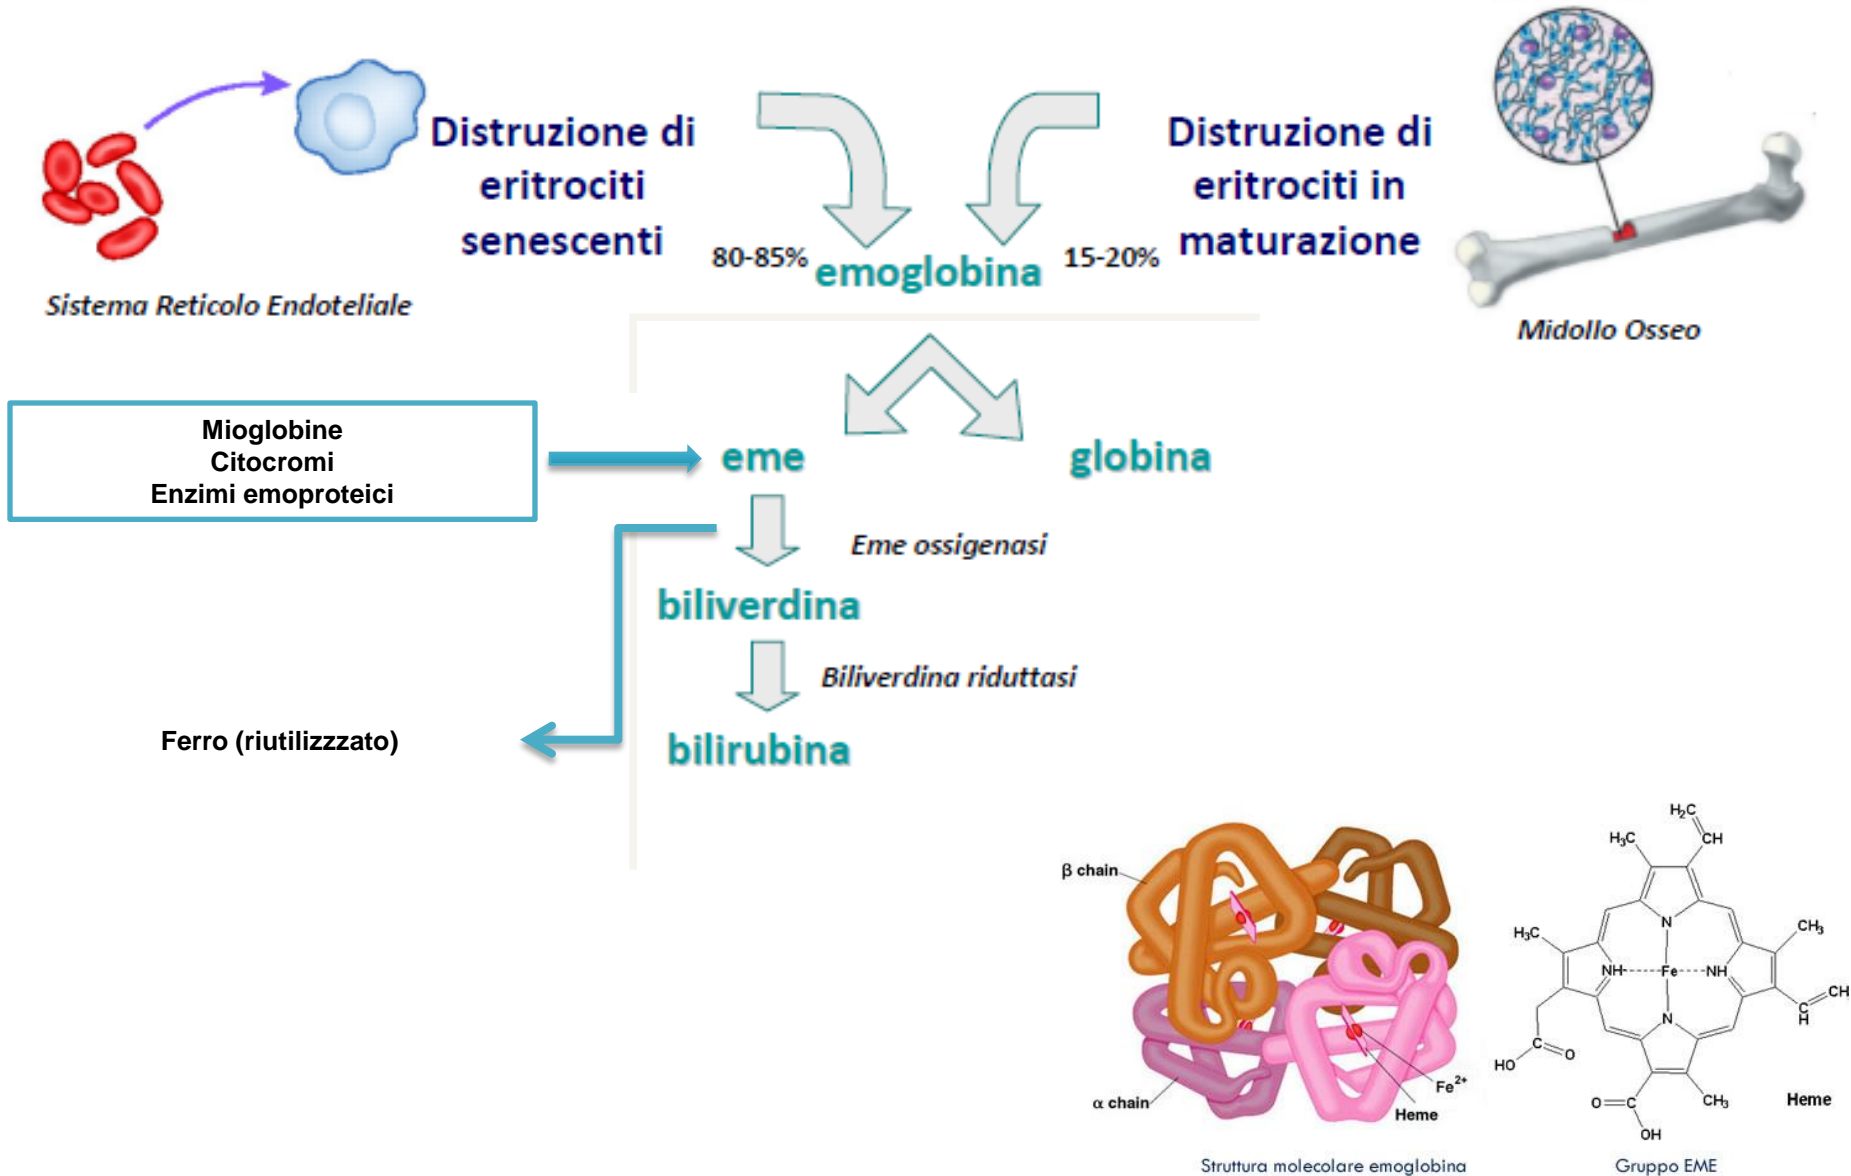 Distruzione di
eritrociti
senescenti
Distruzione di
eritrociti in
maturazione
80-85%
emoglobina
15-20%
Sistema Reticolo Endoteliale
Midollo Osseo
Mioglobine
Citocromi
Enzimi emoproteici
eme
globina
Eme ossigenasi
biliverdina
Biliverdina riduttasi
Ferro (riutilizzzato)
bilirubina
β chain
α chain
Fe2+
Heme
Struttura molecolare emoglobina
H₂C
CH
H₃C
N
H₃C
CH₃
NH
Fe
NH
N
CH
C
H
C
HO
O
O
C
CH₃
OH
Heme
Gruppo EME